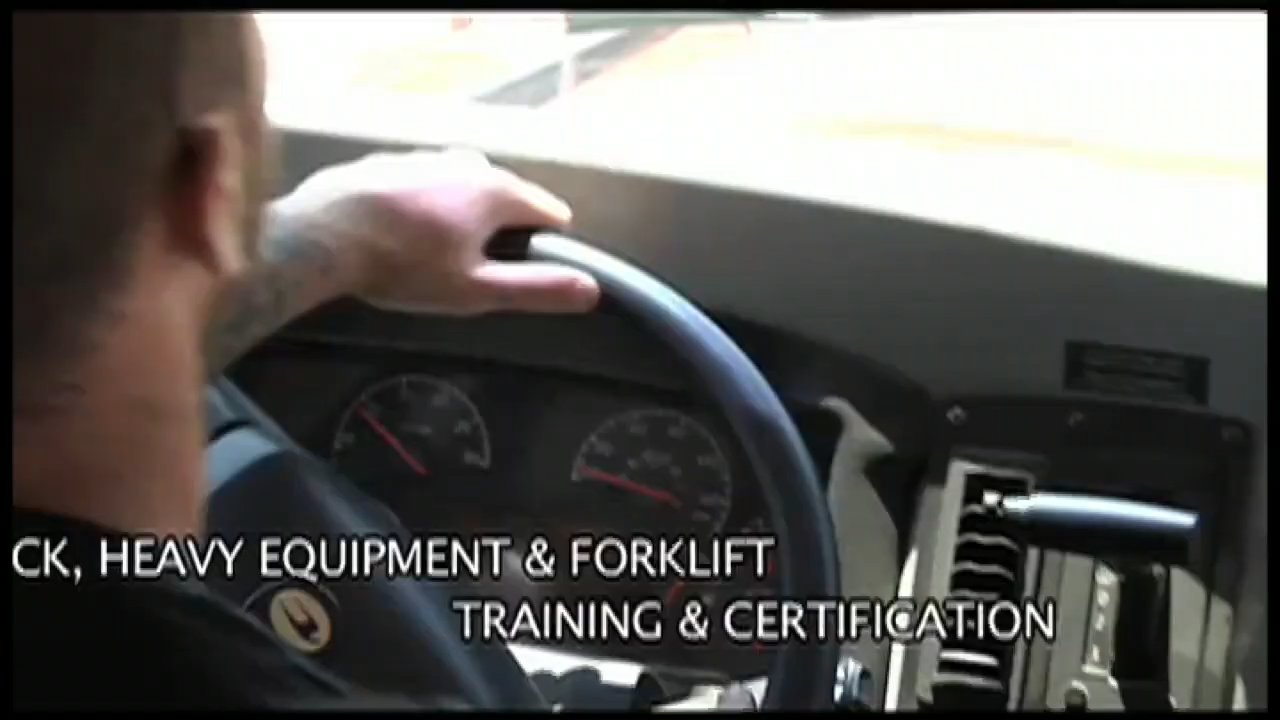 CK, HEAVY EQUIPMENT & FORKLIFT
TRAINING & CERTIFICATION